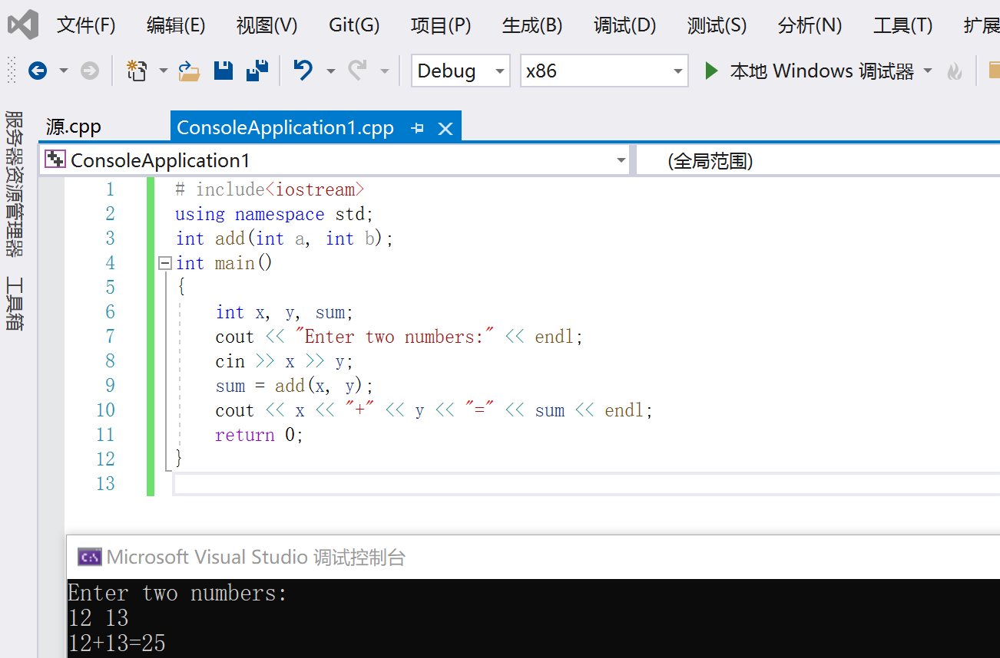 文件(F) 编辑(E) 视图(V) Git(G) 项目(P) 生成(B) 调试(D) 测试(S) 分析(N) 工具(T) 扩展
Debug x86 本地 Windows 调试器
服务器资源管理器
工具箱
源.cpp ConsoleApplication1.cpp
ConsoleApplication1 (全局范围)
1 # include<iostream>
2 using namespace std;
3 int add(int a, int b);
4 int main()
5 {
6 int x, y, sum;
7 cout << "Enter two numbers:" << endl;
8 cin >> x >> y;
9 sum = add(x, y);
10 cout << x << "+" << y << "=" << sum << endl;
11 return 0;
12 }
13
C:\ Microsoft Visual Studio 调试控制台
Enter two numbers:
12 13
12+13=25